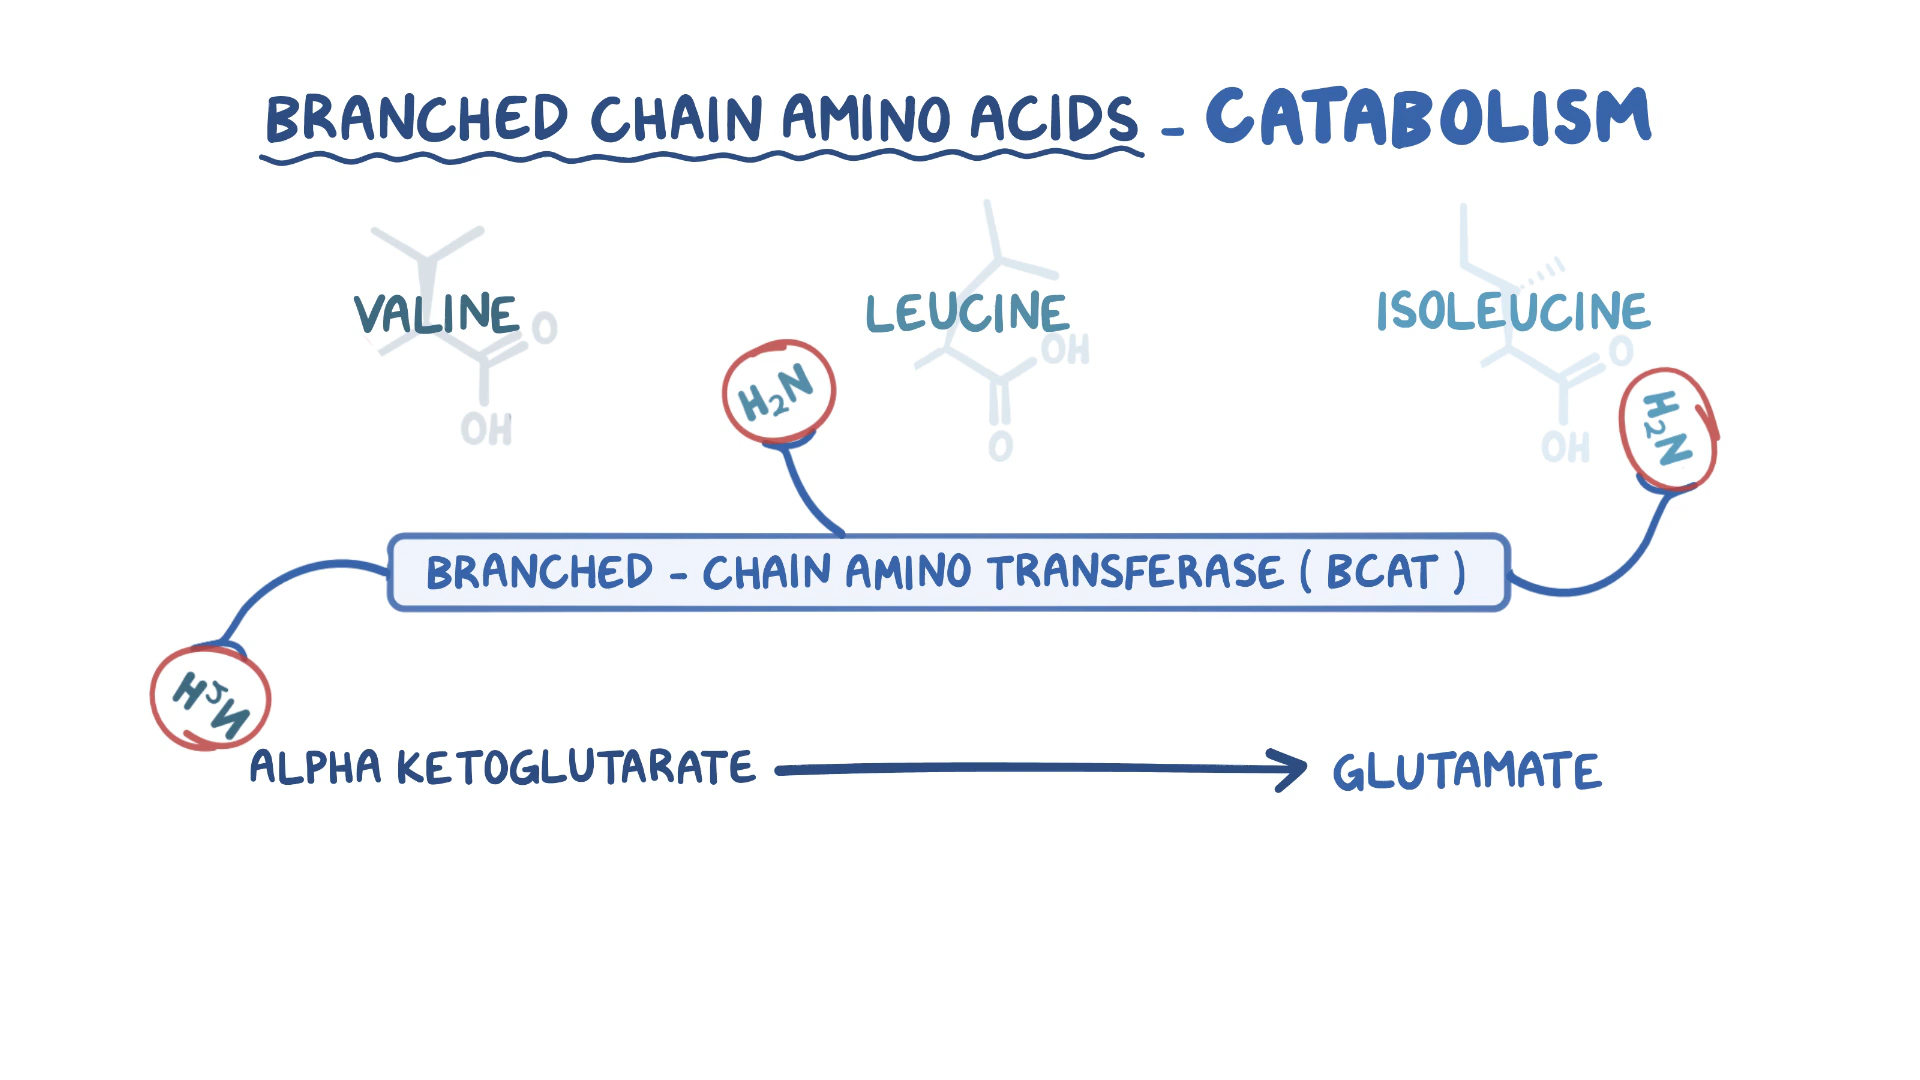 BRANCHED CHAIN AMINO ACIDS - CATABOLISM
VALINE
O
OH
LEUCINE
OH
O
ISOLEUCINE
O
OH
H2N
H2N
BRANCHED - CHAIN AMINO TRANSFERASE ( BCAT )
H2N
ALPHA KETOGLUTARATE
GLUTAMATE